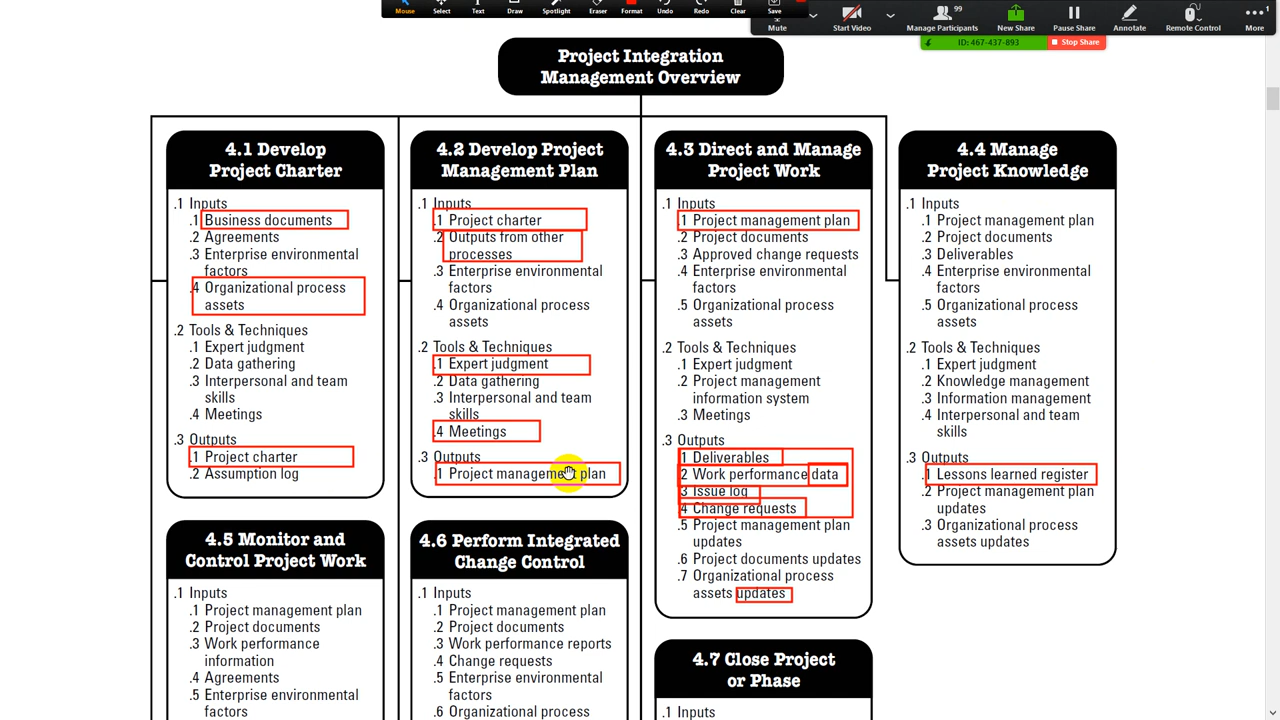 Mouse Select Text Draw Spotlight Eraser Format Undo Redo Clear Save
Mute Start Video Manage Participants 99 New Share Pause Share Annotate Remote Control More 1
ID: 467-437-893 Stop Share
Project Integration
Management Overview
4.1 Develop
Project Charter
.1 Inputs
.1 Business documents
.2 Agreements
.3 Enterprise environmental
factors
.4 Organizational process
assets
.2 Tools & Techniques
.1 Expert judgment
.2 Data gathering
.3 Interpersonal and team
skills
.4 Meetings
.3 Outputs
.1 Project charter
.2 Assumption log
4.2 Develop Project
Management Plan
.1 Inputs
.1 Project charter
.2 Outputs from other
processes
.3 Enterprise environmental
factors
.4 Organizational process
assets
.2 Tools & Techniques
.1 Expert judgment
.2 Data gathering
.3 Interpersonal and team
skills
.4 Meetings
.3 Outputs
.1 Project management plan
4.3 Direct and Manage
Project Work
.1 Inputs
.1 Project management plan
.2 Project documents
.3 Approved change requests
.4 Enterprise environmental
factors
.5 Organizational process
assets
.2 Tools & Techniques
.1 Expert judgment
.2 Project management
information system
.3 Meetings
.3 Outputs
.1 Deliverables
.2 Work performance data
.3 Issue log
.4 Change requests
.5 Project management plan
updates
.6 Project documents updates
.7 Organizational process
assets updates
4.4 Manage
Project Knowledge
.1 Inputs
.1 Project management plan
.2 Project documents
.3 Deliverables
.4 Enterprise environmental
factors
.5 Organizational process
assets
.2 Tools & Techniques
.1 Expert judgment
.2 Knowledge management
.3 Information management
.4 Interpersonal and team
skills
.3 Outputs
.1 Lessons learned register
.2 Project management plan
updates
.3 Organizational process
assets updates
4.5 Monitor and
Control Project Work
.1 Inputs
.1 Project management plan
.2 Project documents
.3 Work performance
information
.4 Agreements
.5 Enterprise environmental
factors
4.6 Perform Integrated
Change Control
.1 Inputs
.1 Project management plan
.2 Project documents
.3 Work performance reports
.4 Change requests
.5 Enterprise environmental
factors
.6 Organizational process
4.7 Close Project
or Phase
.1 Inputs